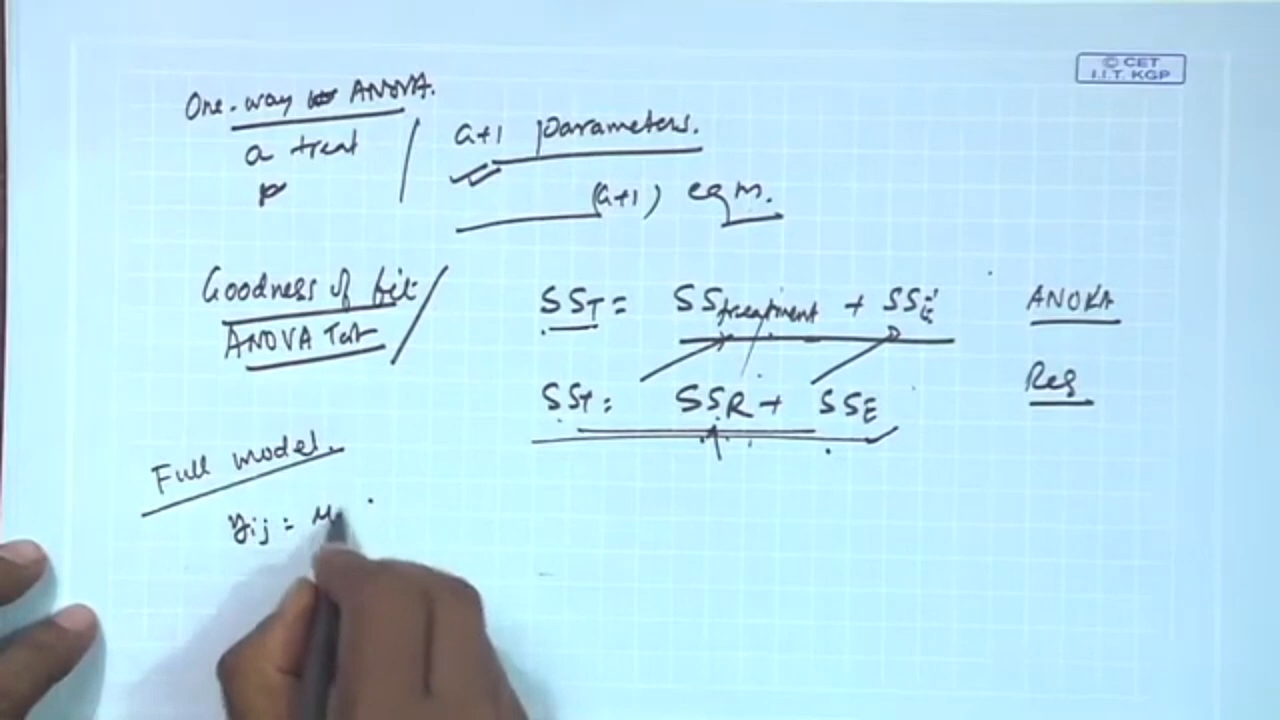 © CET
I.I.T. KGP
One-way ANOVA.
a treat
a+1 parameters.
(a+1) eqn.
Goodness of fit
ANOVA Test
SST = SStreatment + SSE
ANOVA
SST = SSR + SSE
Reg
Full model.
yij = μ